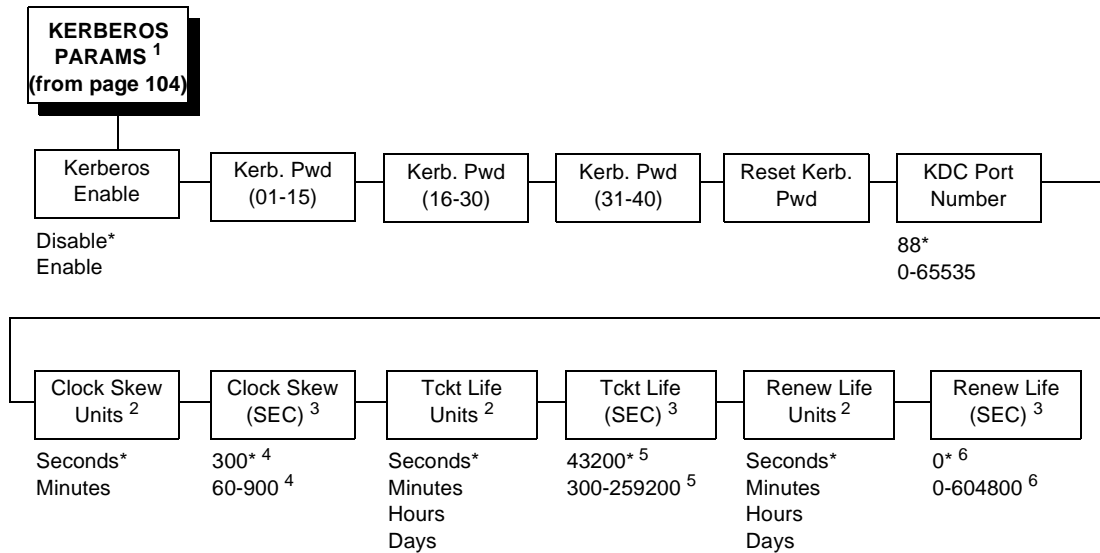 KERBEROS
PARAMS 1
(from page 104)
Kerberos
Enable
Disable*
Enable
Kerb. Pwd
(01-15)
Kerb. Pwd
(16-30)
Kerb. Pwd
(31-40)
Reset Kerb.
Pwd
KDC Port
Number
88*
0-65535
Clock Skew
Units 2
Seconds*
Minutes
Clock Skew
(SEC) 3
300* 4
60-900 4
Tckt Life
Units 2
Seconds*
Minutes
Hours
Days
Tckt Life
(SEC) 3
43200* 5
300-259200 5
Renew Life
Units 2
Seconds*
Minutes
Hours
Days
Renew Life
(SEC) 3
0* 6
0-604800 6